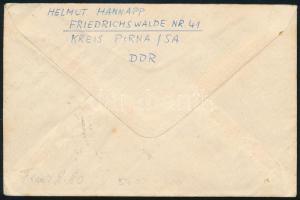 HELMUT HANNAPP
FRIEDRICHSWALDE NR 41
KREIS PIRNA/SA
DDR